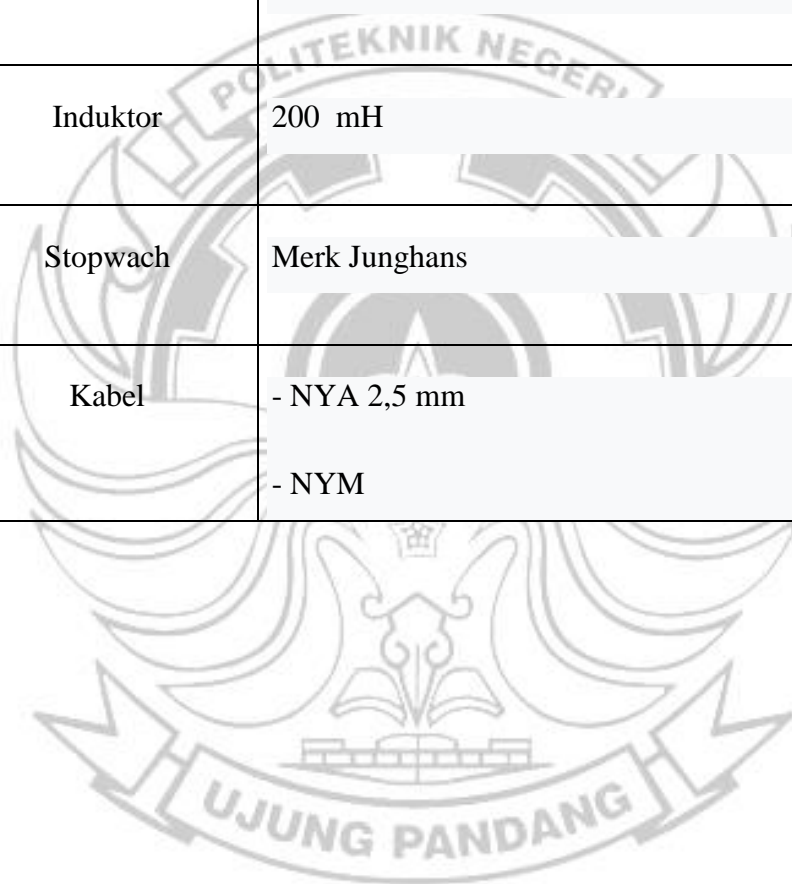 POLITEKNIK NEGERI
Induktor 200 mH
Stopwach Merk Junghans
Kabel - NYA 2,5 mm
- NYM
UJUNG PANDANG